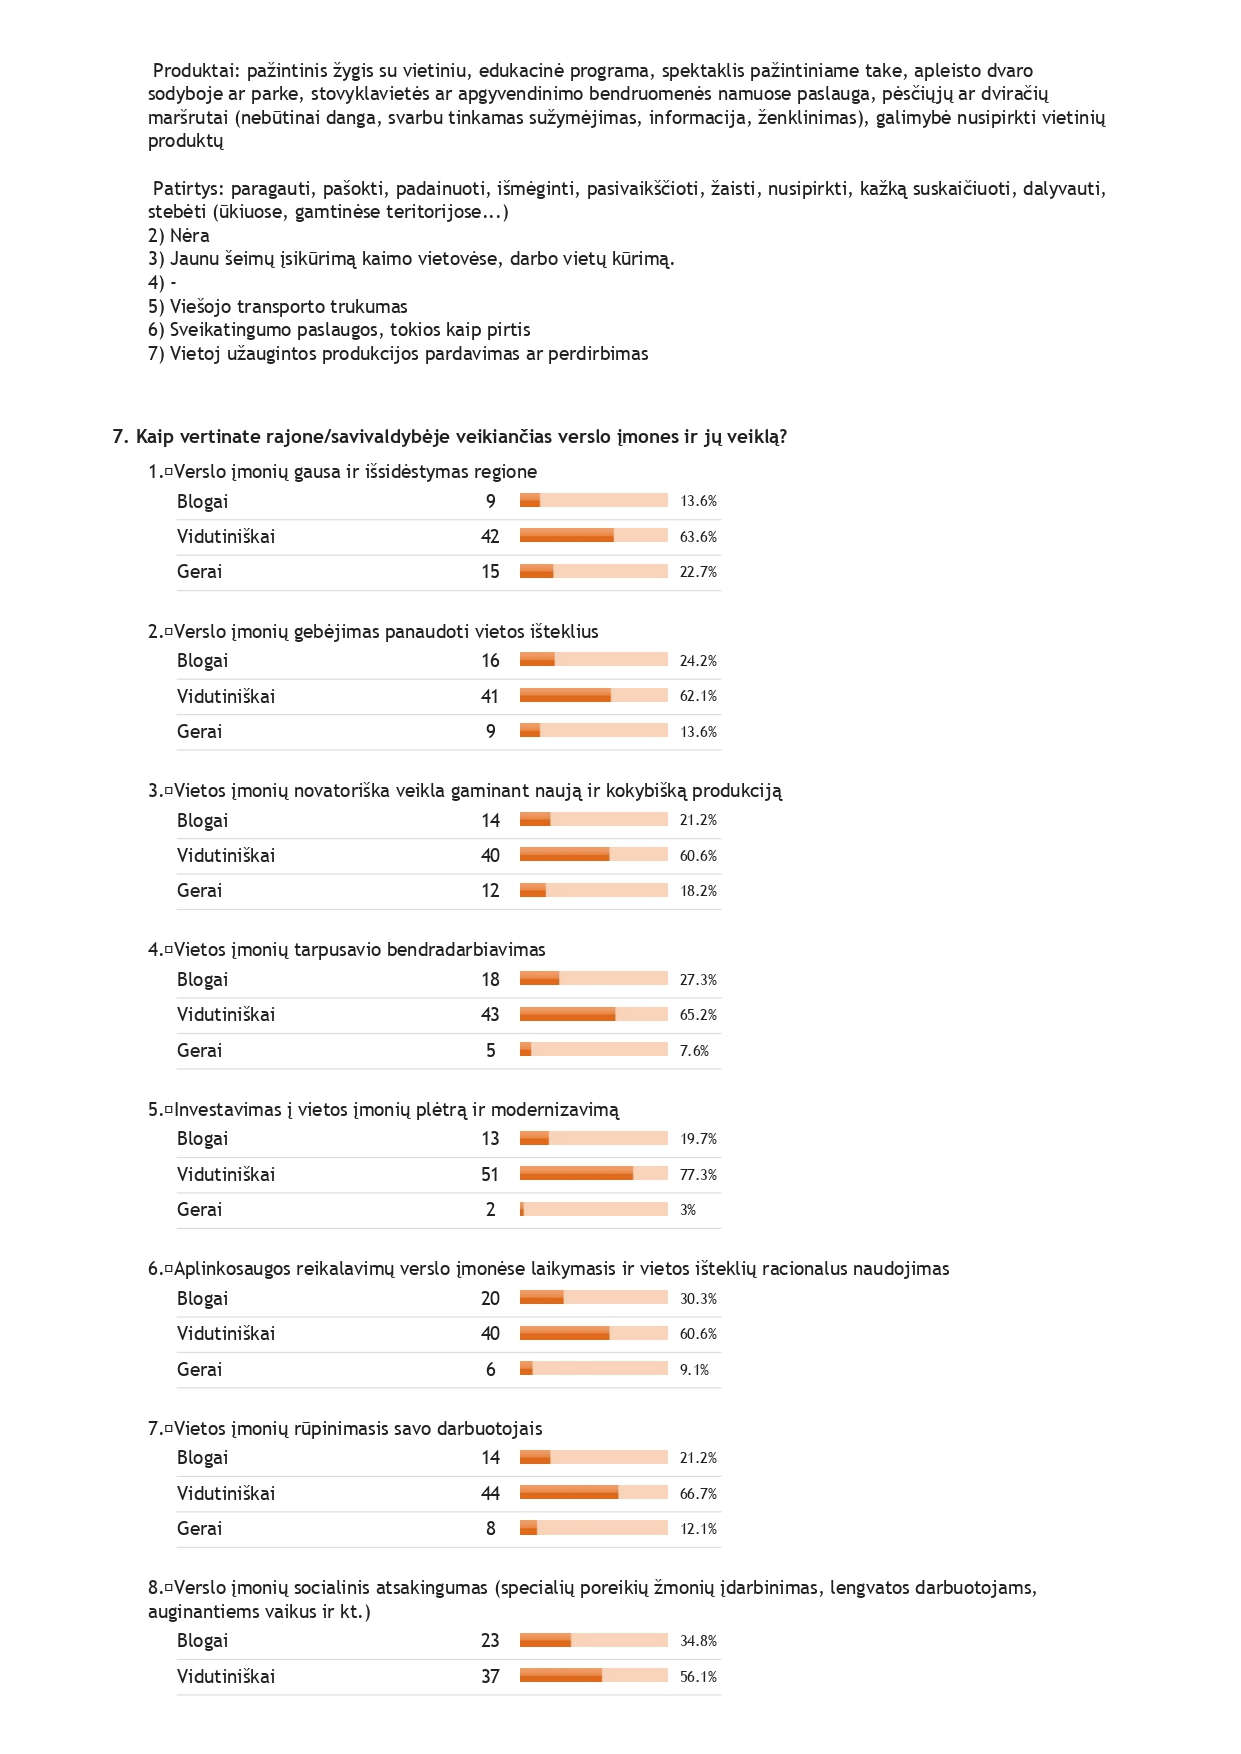 Produktai: pažintinis žygis su vietiniu, edukacinė programa, spektaklis pažintiniame take, apleisto dvaro
sodyboje ar parke, stovyklavietės ar apgyvendinimo bendruomenės namuose paslauga, pėsčiųjų ar dviračių
maršrutai (nebūtinai danga, svarbu tinkamas sužymėjimas, informacija, ženklinimas), galimybė nusipirkti vietinių
produktų
Patirtys: paragauti, pašokti, padainuoti, išmėginti, pasivaikščioti, žaisti, nusipirkti, kažką suskaičiuoti, dalyvauti,
stebėti (ūkiuose, gamtinėse teritorijose...)
2) Nėra
3) Jaunu šeimų įsikūrimą kaimo vietovėse, darbo vietų kūrimą.
4) -
5) Viešojo transporto trukumas
6) Sveikatingumo paslaugos, tokios kaip pirtis
7) Vietoj užaugintos produkcijos pardavimas ar perdirbimas
7. Kaip vertinate rajone/savivaldybėje veikiančias verslo įmones ir jų veiklą?
1.▯Verslo įmonių gausa ir išsidėstymas regione
Blogai 9 13.6%
Vidutiniškai 42 63.6%
Gerai 15 22.7%
2.▯Verslo įmonių gebėjimas panaudoti vietos išteklius
Blogai 16 24.2%
Vidutiniškai 41 62.1%
Gerai 9 13.6%
3.▯Vietos įmonių novatoriška veikla gaminant naują ir kokybišką produkciją
Blogai 14 21.2%
Vidutiniškai 40 60.6%
Gerai 12 18.2%
4.▯Vietos įmonių tarpusavio bendradarbiavimas
Blogai 18 27.3%
Vidutiniškai 43 65.2%
Gerai 5 7.6%
5.▯Investavimas į vietos įmonių plėtrą ir modernizavimą
Blogai 13 19.7%
Vidutiniškai 51 77.3%
Gerai 2 3%
6.▯Aplinkosaugos reikalavimų verslo įmonėse laikymasis ir vietos išteklių racionalus naudojimas
Blogai 20 30.3%
Vidutiniškai 40 60.6%
Gerai 6 9.1%
7.▯Vietos įmonių rūpinimasis savo darbuotojais
Blogai 14 21.2%
Vidutiniškai 44 66.7%
Gerai 8 12.1%
8.▯Verslo įmonių socialinis atsakingumas (specialių poreikių žmonių įdarbinimas, lengvatos darbuotojams,
auginantiems vaikus ir kt.)
Blogai 23 34.8%
Vidutiniškai 37 56.1%